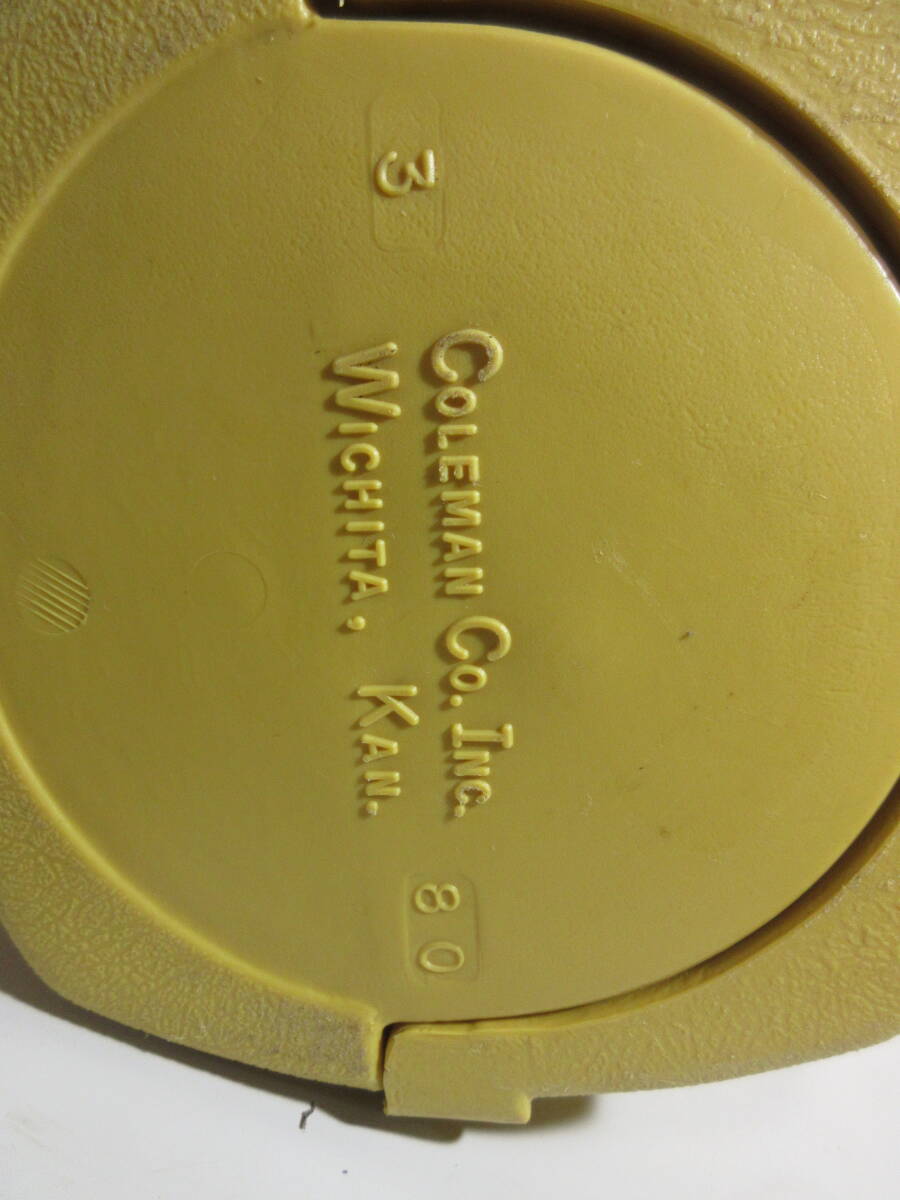 3
COLEMAN CO. INC.
WICHITA, KAN.
80